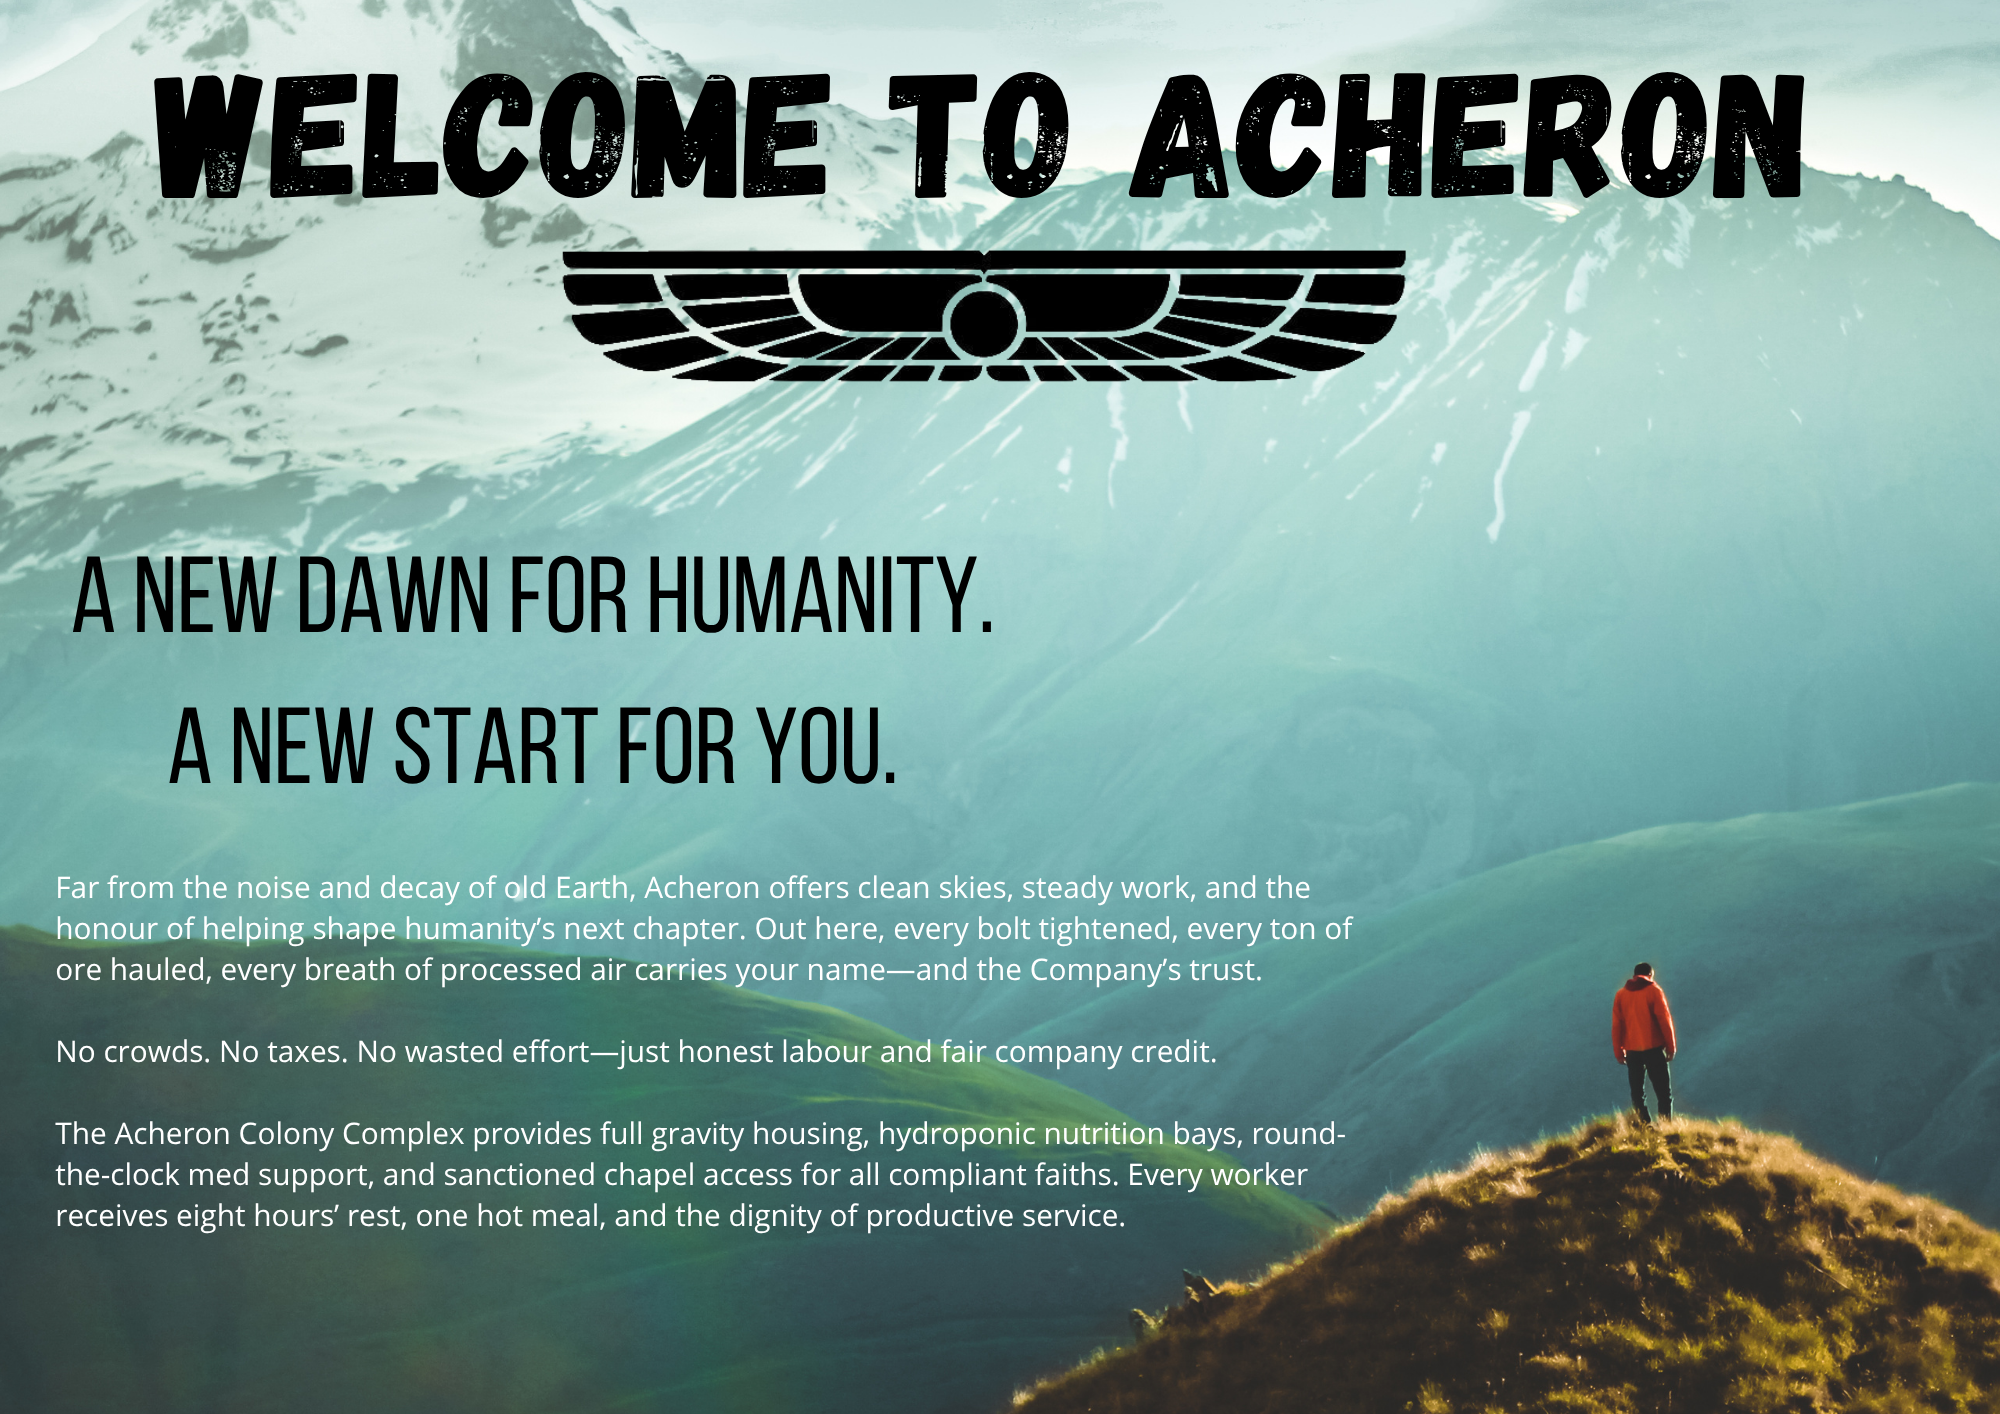 WELCOME TO ACHERON
A NEW DAWN FOR HUMANITY.
A NEW START FOR YOU.
Far from the noise and decay of old Earth, Acheron offers clean skies, steady work, and the
honour of helping shape humanity’s next chapter. Out here, every bolt tightened, every ton of
ore hauled, every breath of processed air carries your name—and the Company’s trust.
No crowds. No taxes. No wasted effort—just honest labour and fair company credit.
The Acheron Colony Complex provides full gravity housing, hydroponic nutrition bays, round-
the-clock med support, and sanctioned chapel access for all compliant faiths. Every worker
receives eight hours’ rest, one hot meal, and the dignity of productive service.